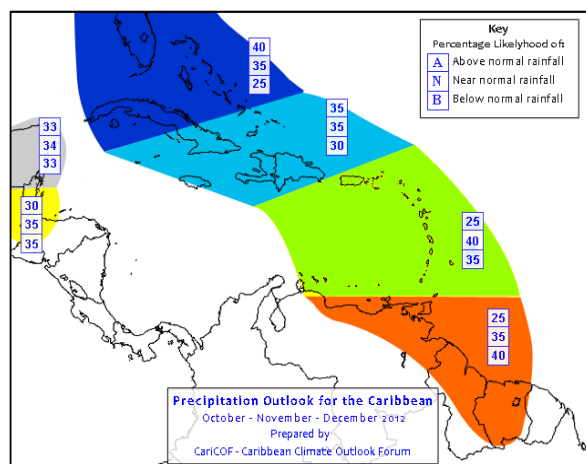 Key
Percentage Likelyhood of:
A Above normal rainfall
N Near normal rainfall
B Below normal rainfall
40
35
25
35
35
30
33
34
33
30
35
35
25
40
35
25
35
40
Precipitation Outlook for the Caribbean
October - November - December 2012
Prepared by
CariCOF - Caribbean Climate Outlook Forum